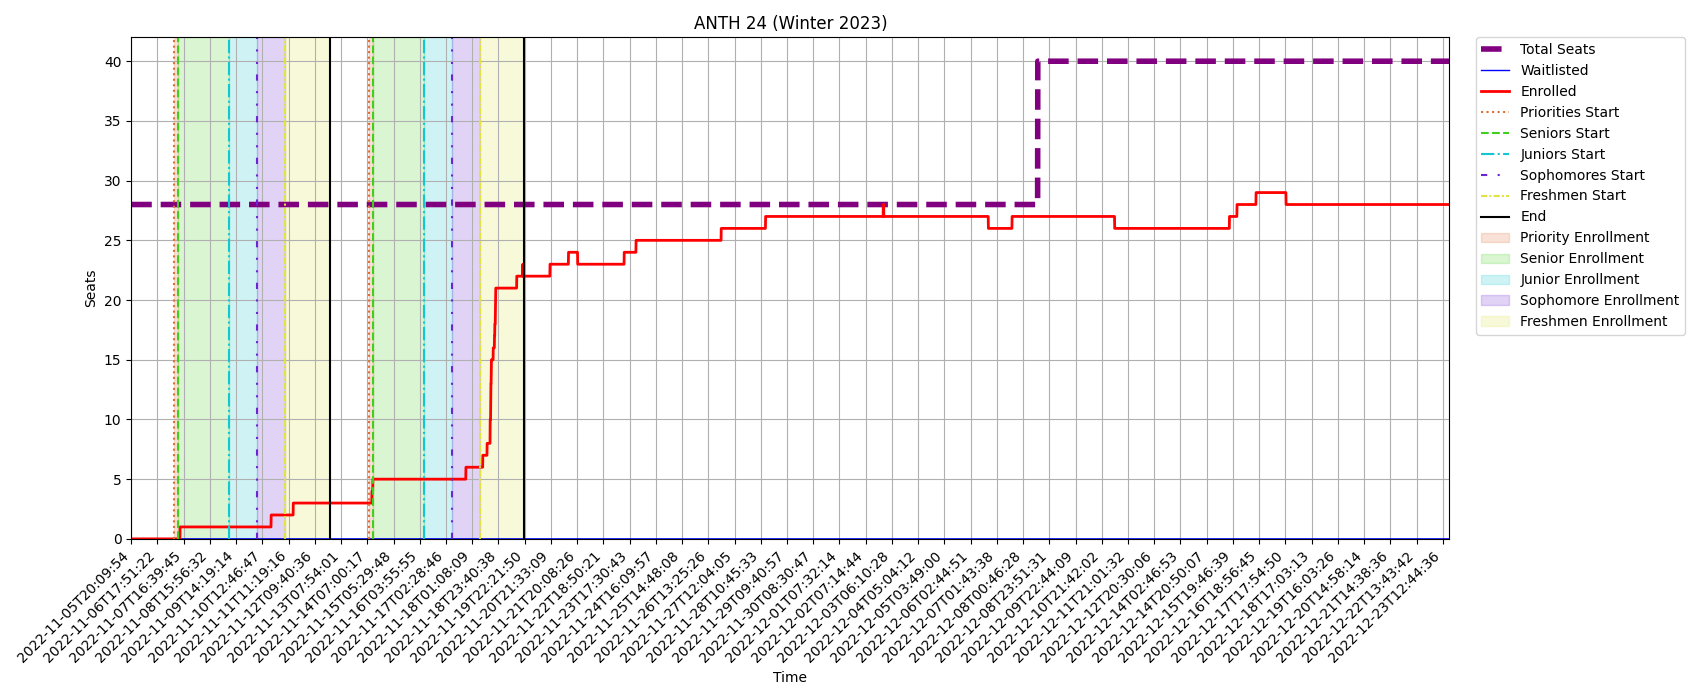 ANTH 24 (Winter 2023)
Total Seats
Waitlisted
Enrolled
Priorities Start
Seniors Start
Juniors Start
Sophomores Start
Freshmen Start
End
Priority Enrollment
Senior Enrollment
Junior Enrollment
Sophomore Enrollment
Freshmen Enrollment
Seats
40
35
30
25
20
15
10
5
0
2022-11-05T20:09:54
2022-11-06T17:51:22
2022-11-07T16:39:45
2022-11-08T15:56:32
2022-11-09T14:19:14
2022-11-10T12:46:47
2022-11-11T11:19:16
2022-11-12T09:40:36
2022-11-13T07:54:01
2022-11-14T07:00:17
2022-11-15T05:29:48
2022-11-16T03:55:55
2022-11-17T02:28:46
2022-11-18T01:08:09
2022-11-18T23:40:38
2022-11-19T22:21:50
2022-11-20T21:33:09
2022-11-21T20:08:26
2022-11-22T18:50:21
2022-11-23T17:30:43
2022-11-24T16:09:57
2022-11-25T14:48:09
2022-11-26T13:25:26
2022-11-27T12:04:05
2022-11-28T10:45:33
2022-11-29T09:40:57
2022-11-30T08:30:47
2022-12-01T07:32:14
2022-12-02T07:14:44
2022-12-03T06:10:28
2022-12-04T05:04:12
2022-12-05T03:49:00
2022-12-06T02:44:51
2022-12-07T01:43:38
2022-12-08T00:46:28
2022-12-08T23:51:31
2022-12-09T22:44:09
2022-12-10T21:42:02
2022-12-11T21:01:32
2022-12-12T20:30:06
2022-12-14T02:46:53
2022-12-14T20:50:07
2022-12-15T19:46:39
2022-12-16T18:56:45
2022-12-17T17:54:50
2022-12-18T17:03:13
2022-12-19T16:03:26
2022-12-20T14:58:14
2022-12-21T14:38:36
2022-12-22T13:43:42
2022-12-23T12:44:36
Time